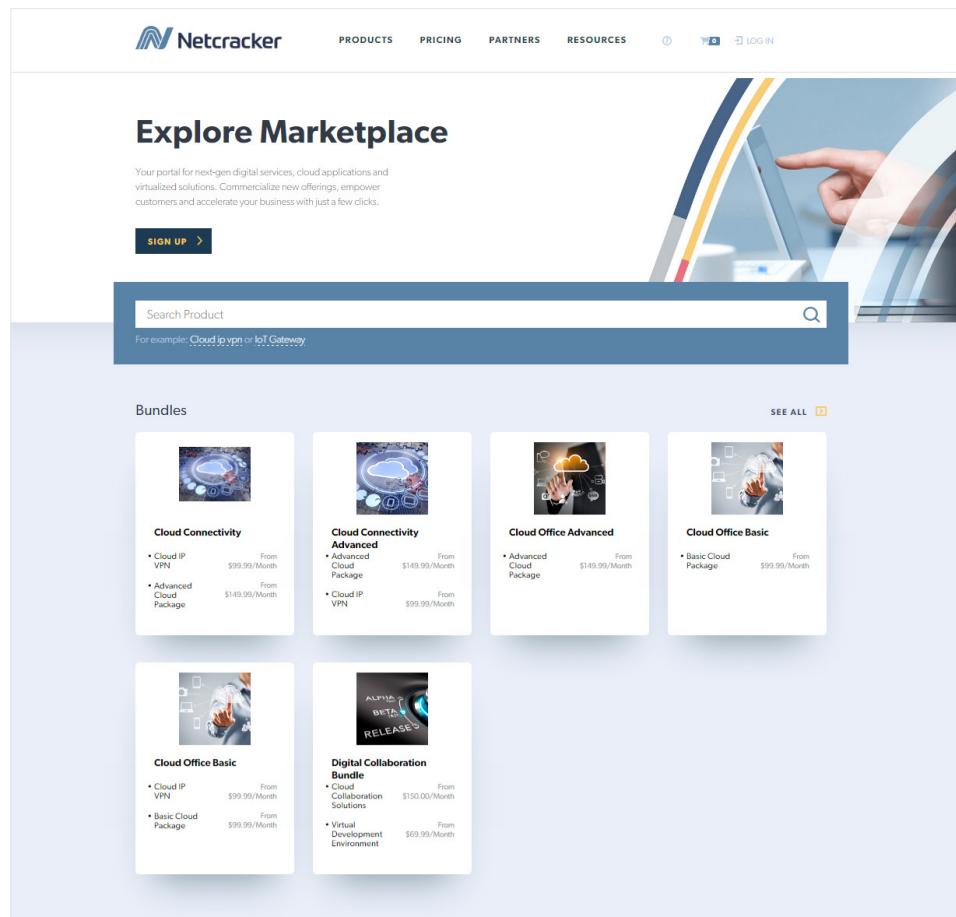 Netcracker
PRODUCTS PRICING PARTNERS RESOURCES ? 0 LOG IN
Explore Marketplace
Your portal for next-gen digital services, cloud applications and
virtualized solutions. Commercialize new offerings, empower
customers and accelerate your business with just a few clicks.
SIGN UP
Search Product
For example: Cloud ip vpn or IoT Gateway
Bundles
SEE ALL
Cloud Connectivity
• Cloud IP
VPN
From
$99.99/Month
• Advanced
Cloud
Package
From
$149.99/Month
Cloud Connectivity
Advanced
• Advanced
Cloud
Package
From
$149.99/Month
• Cloud IP
VPN
From
$99.99/Month
Cloud Office Advanced
• Advanced
Cloud
Package
From
$149.99/Month
Cloud Office Basic
• Basic Cloud
Package
From
$99.99/Month
Cloud Office Basic
• Cloud IP
VPN
From
$99.99/Month
• Basic Cloud
Package
From
$99.99/Month
ALPHA
BETA
RELEASE
Digital Collaboration
Bundle
• Cloud
Collaboration
Solutions
From
$150.00/Month
• Virtual
Development
Environment
From
$69.99/Month